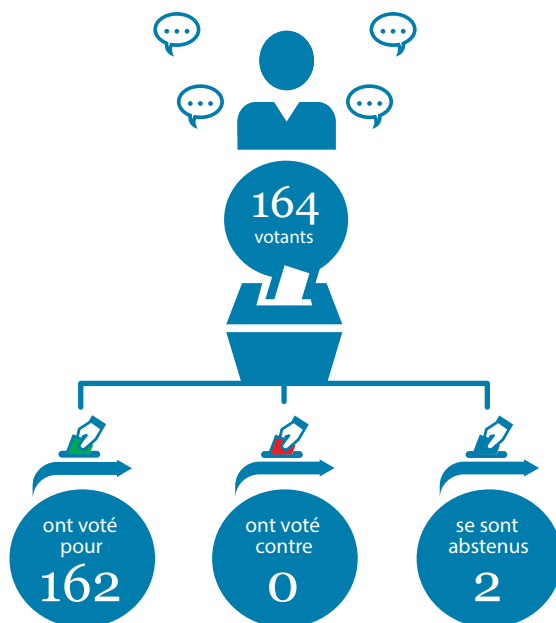 164
votants
ont voté
pour
162
ont voté
contre
0
se sont
abstenus
2